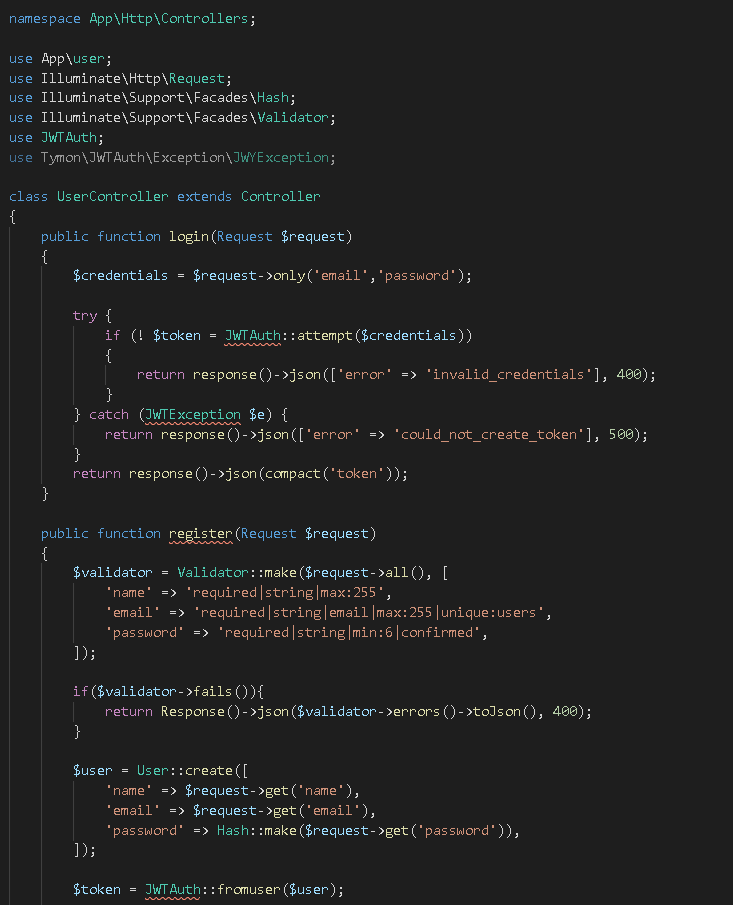 namespace App\Http\Controllers;
use App\user;
use Illuminate\Http\Request;
use Illuminate\Support\Facades\Hash;
use Illuminate\Support\Facades\Validator;
use JWTAuth;
use Tymon\JWTAuth\Exception\JWYException;
class UserController extends Controller
{
public function login(Request $request)
{
$credentials = $request->only('email','password');
try {
if (! $token = JWTAuth::attempt($credentials))
{
return response()->json(['error' => 'invalid_credentials'], 400);
}
} catch (JWTException $e) {
return response()->json(['error' => 'could_not_create_token'], 500);
}
return response()->json(compact('token'));
}
public function register(Request $request)
{
$validator = Validator::make($request->all(), [
'name' => 'required|string|max:255',
'email' => 'required|string|email|max:255|unique:users',
'password' => 'required|string|min:6|confirmed',
]);
if($validator->fails()){
return Response()->json($validator->errors()->toJson(), 400);
}
$user = User::create([
'name' => $request->get('name'),
'email' => $request->get('email'),
'password' => Hash::make($request->get('password')),
]);
$token = JWTAuth::fromuser($user);